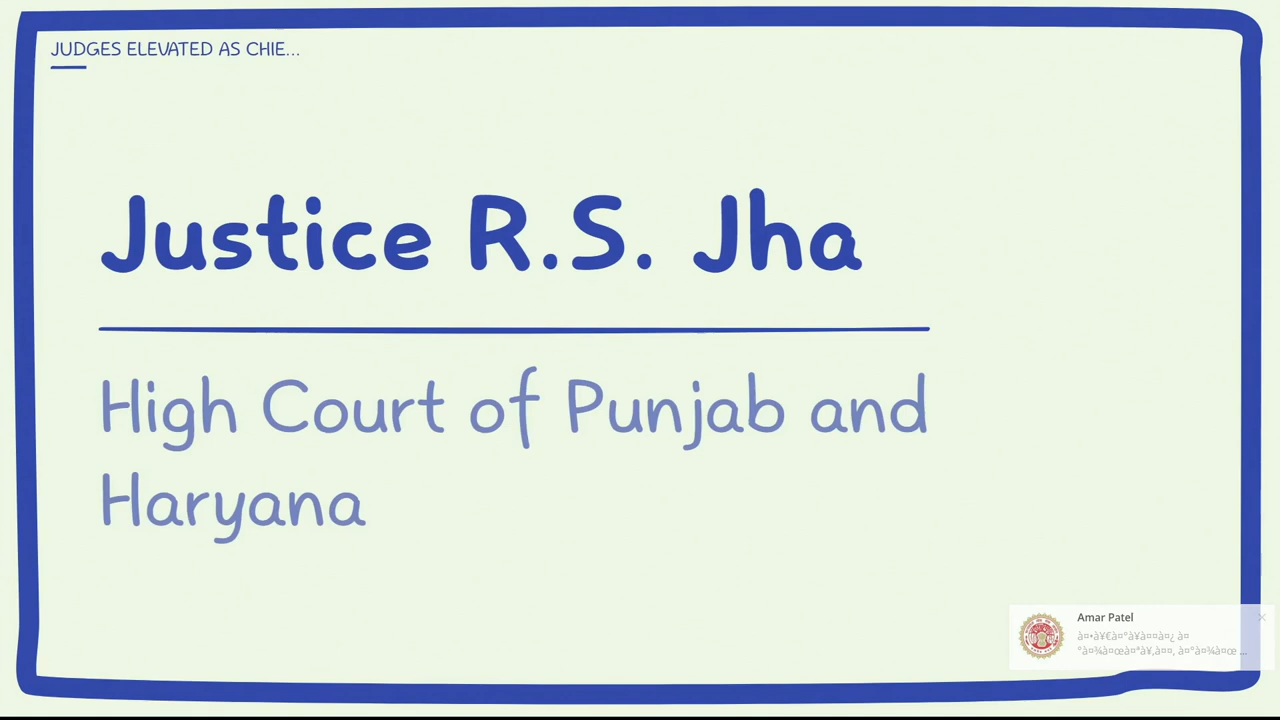 JUDGES ELEVATED AS CHIE...
Justice R.S. Jha
High Court of Punjab and
Haryana
Amar Patel